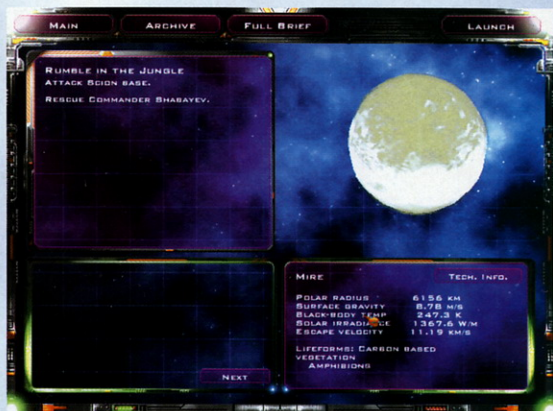 MAIN
ARCHIVE
FULL BRIEF
LAUNCH
RUMBLE IN THE JUNGLE
ATTACK SCION BASE.
RESCUE COMMANDER SHABAYEV.
MIRE
TECH. INFO.
POLAR RADIUS 6156 KM
SURFACE GRAVITY 8.78 M/S
BLACK-BODY TEMP 247.3 K
SOLAR IRRADIANCE 1367.6 W/M
ESCAPE VELOCITY 11.19 KM/S
LIFEFORMS: CARBON BASED
VEGETATION
AMPHIBIONS
NEXT